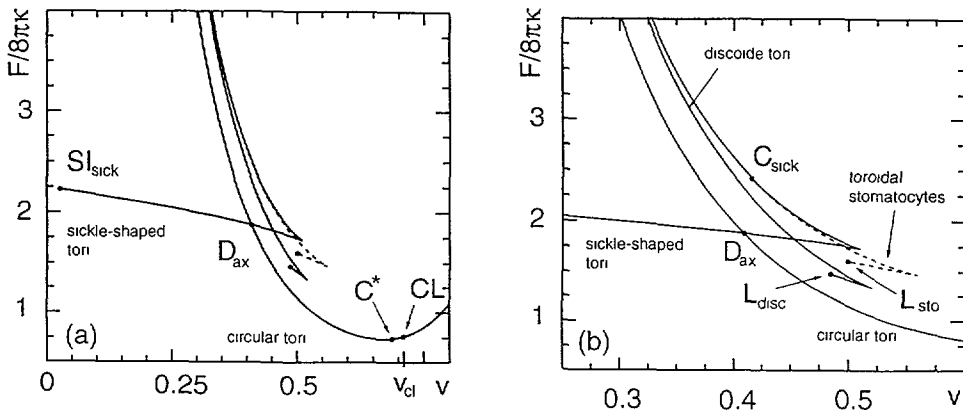 F/8πκ
3
2
1
SI_sick
sickle-shaped
tori
D_ax
C*
CL
(a)
circular tori
0
0.25
0.5
v_cl
v
F/8πκ
3
2
1
discoide tori
C_sick
toroidal
stomatocytes
sickle-shaped
tori
D_ax
L_disc
L_sto
(b)
circular tori
0.3
0.4
0.5
v